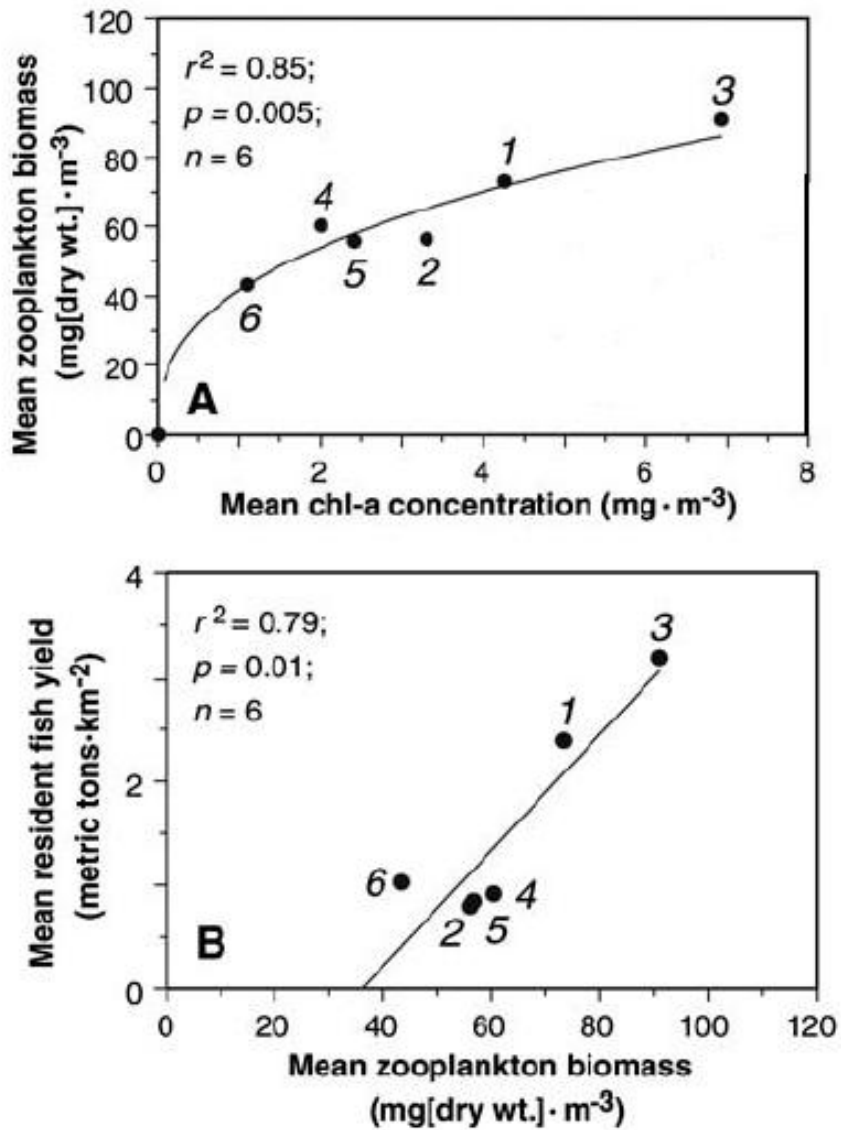 Mean zooplankton biomass
(mg[dry wt.]·m⁻³)
120
100
80
60
40
20
0
r² = 0.85;
p = 0.005;
n = 6
3
1
4
5
2
6
A
0
2
4
6
8
Mean chl-a concentration (mg·m⁻³)
Mean resident fish yield
(metric tons·km⁻²)
4
2
0
r² = 0.79;
p = 0.01;
n = 6
3
1
6
4
2
5
B
0
20
40
60
80
100
120
Mean zooplankton biomass
(mg[dry wt.]·m⁻³)